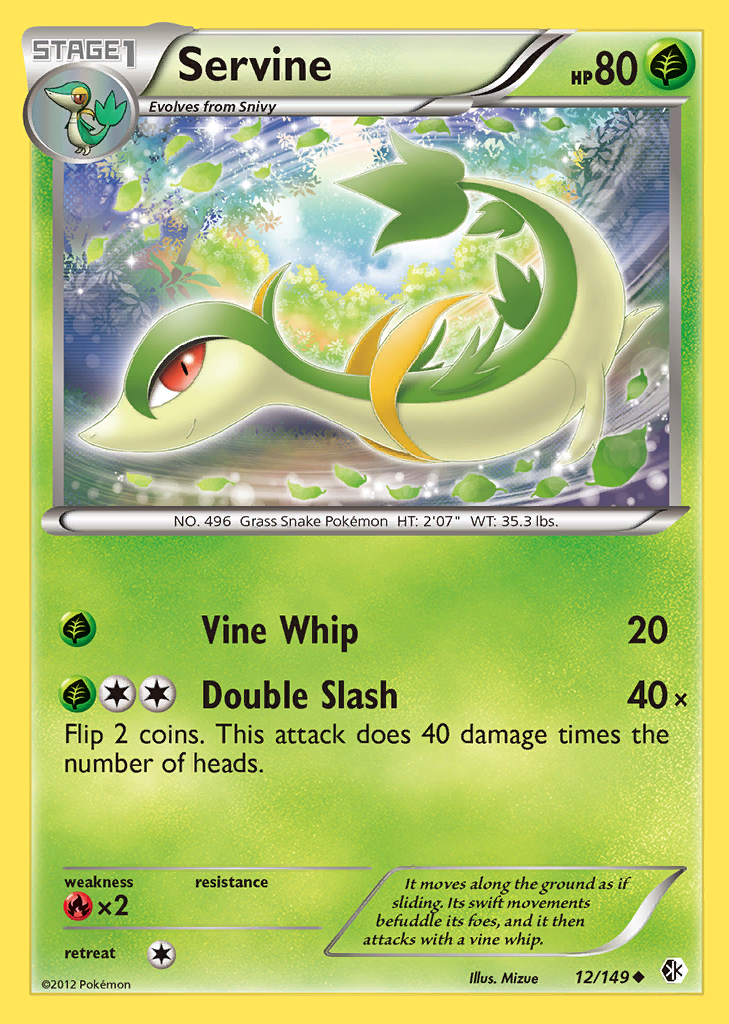 STAGE1
Servine
HP80
Evolves from Snivy
NO. 496 Grass Snake Pokémon HT: 2'07" WT: 35.3 lbs.
Vine Whip 20
Double Slash 40×
Flip 2 coins. This attack does 40 damage times the
number of heads.
weakness resistance
×2
It moves along the ground as if
sliding. Its swift movements
befuddle its foes, and it then
attacks with a vine whip.
retreat
©2012 Pokémon
Illus. Mizue 12/149